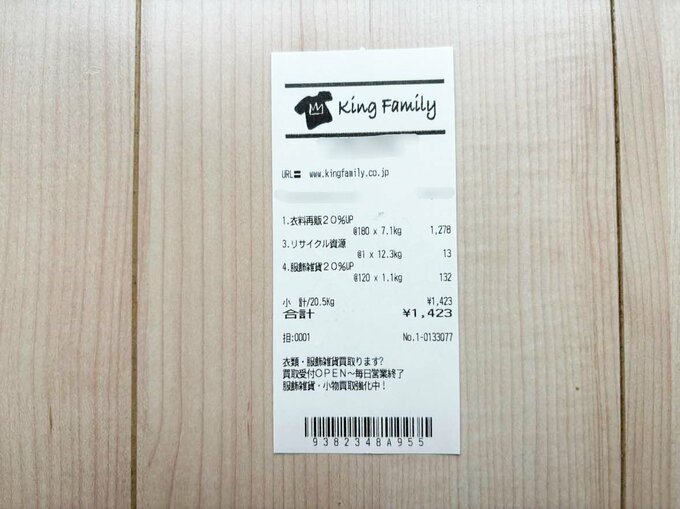 King Family
URL〓 www.kingfamily.co.jp
1.衣料再販20%UP
@180 x 7.1kg 1,278
3.リサイクル資源
@1 x 12.3kg 13
4.服飾雑貨20%UP
@120 x 1.1kg 132
小 計/20.5Kg ¥1,423
合計 ¥1,423
担:0001 No.1-0133077
衣類・服飾雑貨買取ります?
買取受付OPEN~毎日営業終了
服飾雑貨・小物買取強化中!
9382348A955